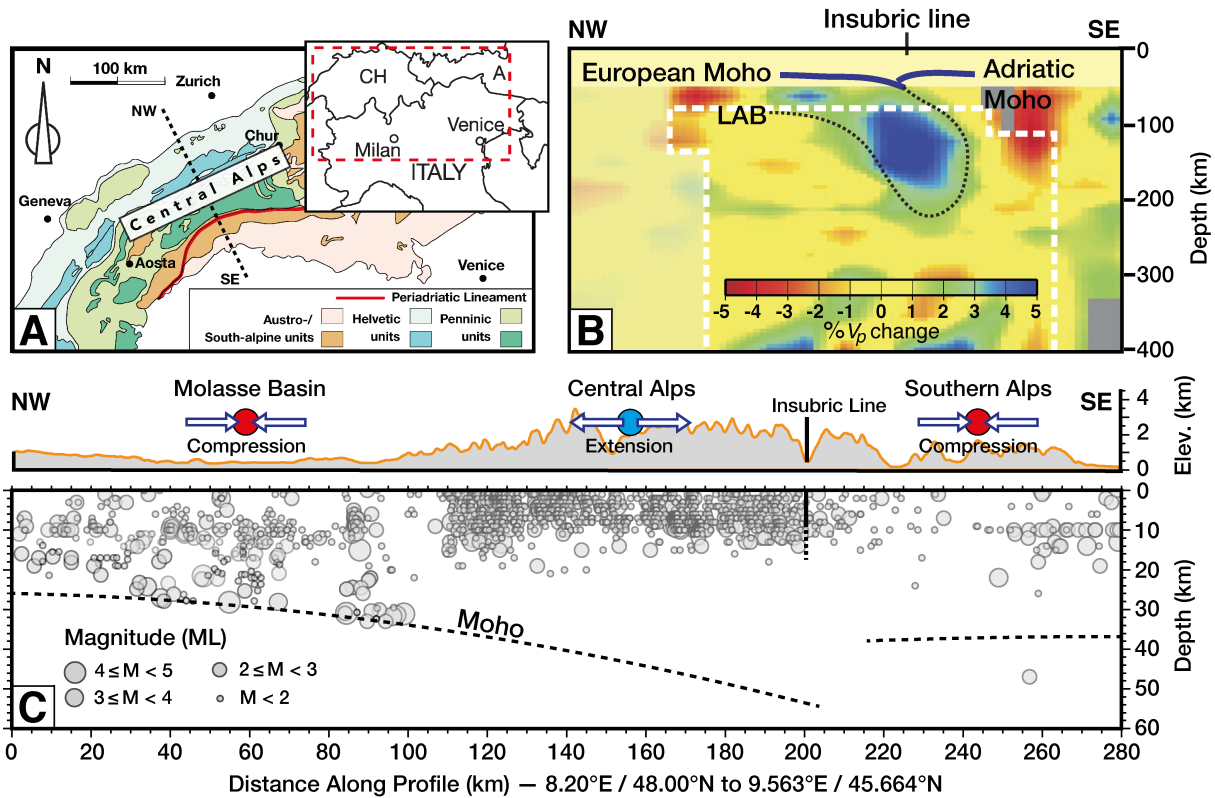 N
100 km
Zurich
NW
Chur
Central Alps
Geneva
Aosta
SE
Venice
CH
A
Milan
Venice
ITALY
Periadriatic Lineament
Austro-/
South-alpine units
Helvetic
units
Penninic
units
A
NW
Insubric line
SE
European Moho
Adriatic
Moho
LAB
0
100
200
300
400
Depth (km)
-5 -4 -3 -2 -1 0 1 2 3 4 5
% Vp change
B
NW
Molasse Basin
Compression
Central Alps
Extension
Insubric Line
Southern Alps
Compression
SE
4
2
0
Elev. (km)
0
10
20
30
40
50
60
Depth (km)
Moho
Magnitude (ML)
4 ≤ M < 5
2 ≤ M < 3
3 ≤ M < 4
M < 2
C
0 20 40 60 80 100 120 140 160 180 200 220 240 260 280
Distance Along Profile (km) — 8.20°E / 48.00°N to 9.563°E / 45.664°N